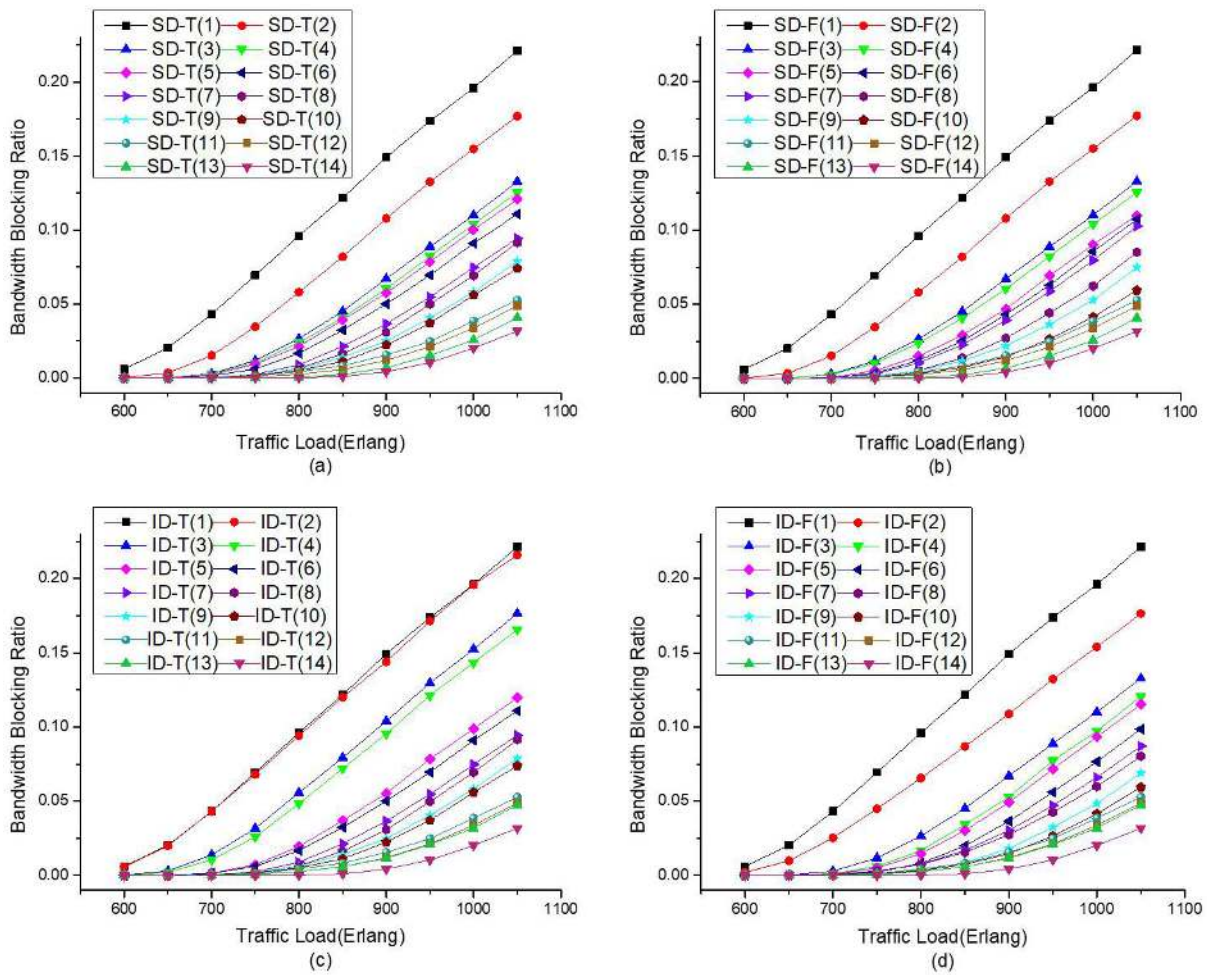 SD-T(1) SD-T(2)
SD-T(3) SD-T(4)
SD-T(5) SD-T(6)
SD-T(7) SD-T(8)
SD-T(9) SD-T(10)
SD-T(11) SD-T(12)
SD-T(13) SD-T(14)
Bandwidth Blocking Ratio
0.20
0.15
0.10
0.05
0.00
600 700 800 900 1000 1100
Traffic Load(Erlang)
(a)
SD-F(1) SD-F(2)
SD-F(3) SD-F(4)
SD-F(5) SD-F(6)
SD-F(7) SD-F(8)
SD-F(9) SD-F(10)
SD-F(11) SD-F(12)
SD-F(13) SD-F(14)
Bandwidth Blocking Ratio
0.20
0.15
0.10
0.05
0.00
600 700 800 900 1000 1100
Traffic Load(Erlang)
(b)
ID-T(1) ID-T(2)
ID-T(3) ID-T(4)
ID-T(5) ID-T(6)
ID-T(7) ID-T(8)
ID-T(9) ID-T(10)
ID-T(11) ID-T(12)
ID-T(13) ID-T(14)
Bandwidth Blocking Ratio
0.20
0.15
0.10
0.05
0.00
600 700 800 900 1000 1100
Traffic Load(Erlang)
(c)
ID-F(1) ID-F(2)
ID-F(3) ID-F(4)
ID-F(5) ID-F(6)
ID-F(7) ID-F(8)
ID-F(9) ID-F(10)
ID-F(11) ID-F(12)
ID-F(13) ID-F(14)
Bandwidth Blocking Ratio
0.20
0.15
0.10
0.05
0.00
600 700 800 900 1000 1100
Traffic Load(Erlang)
(d)